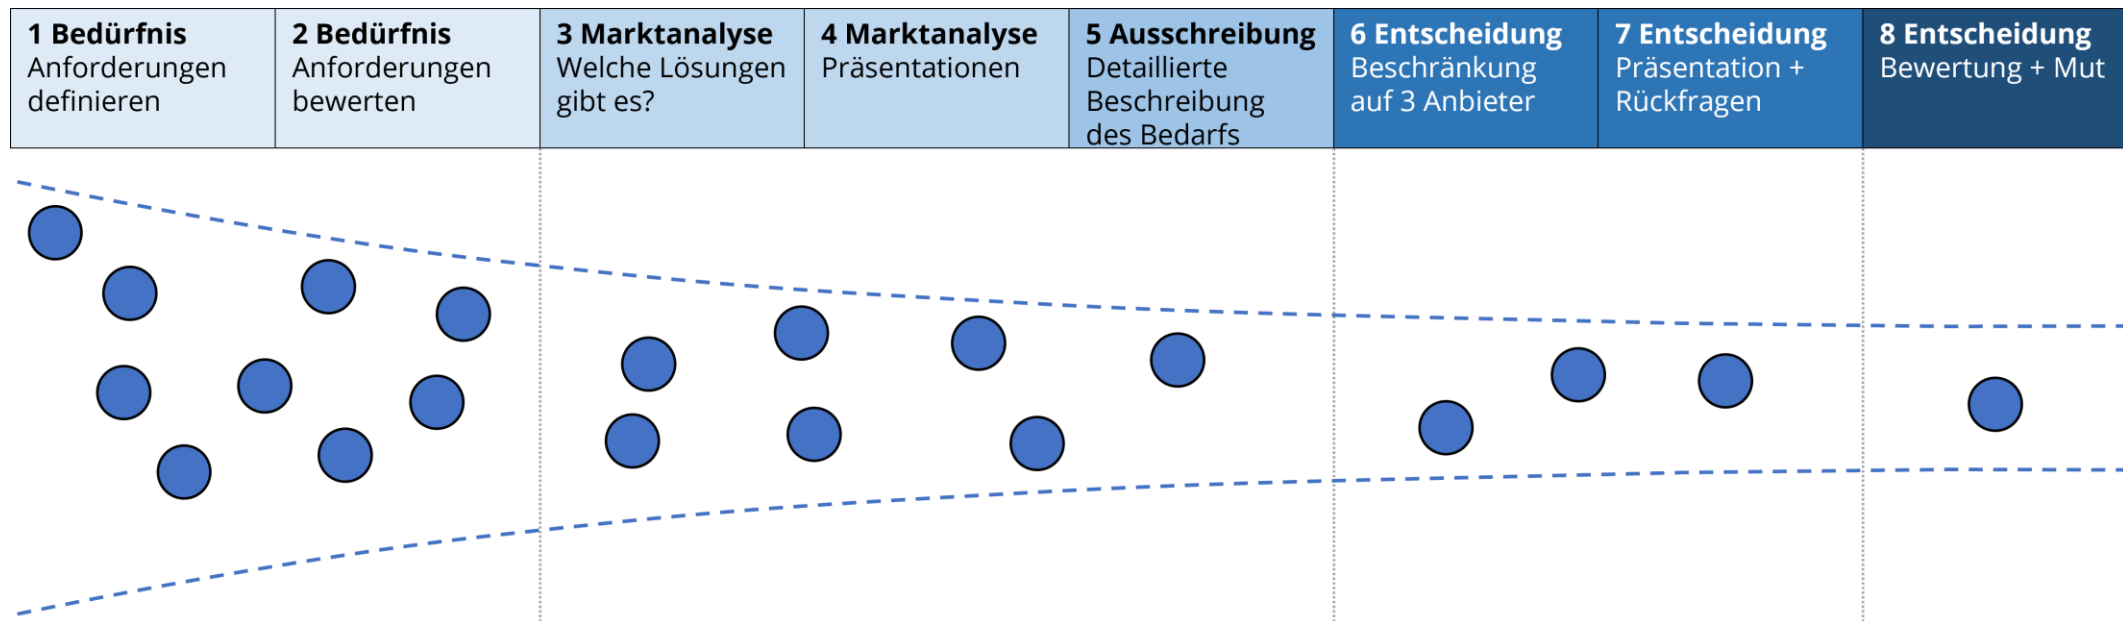 1 Bedürfnis
Anforderungen
definieren
2 Bedürfnis
Anforderungen
bewerten
3 Marktanalyse
Welche Lösungen
gibt es?
4 Marktanalyse
Präsentationen
5 Ausschreibung
Detaillierte
Beschreibung
des Bedarfs
6 Entscheidung
Beschränkung
auf 3 Anbieter
7 Entscheidung
Präsentation +
Rückfragen
8 Entscheidung
Bewertung + Mut